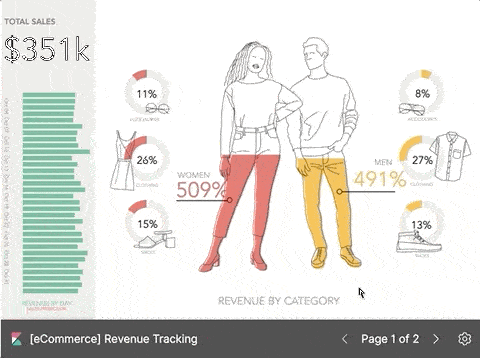 TOTAL SALES
$351k
11%
26%
CLOTHING
15%
SHOES
WOMEN
509%
MEN
491%
8%
ACCESSORIES
27%
CLOTHING
13%
SHOES
REVENUE BY DAY
REVENUE BY CATEGORY
[eCommerce] Revenue Tracking
Page 1 of 2